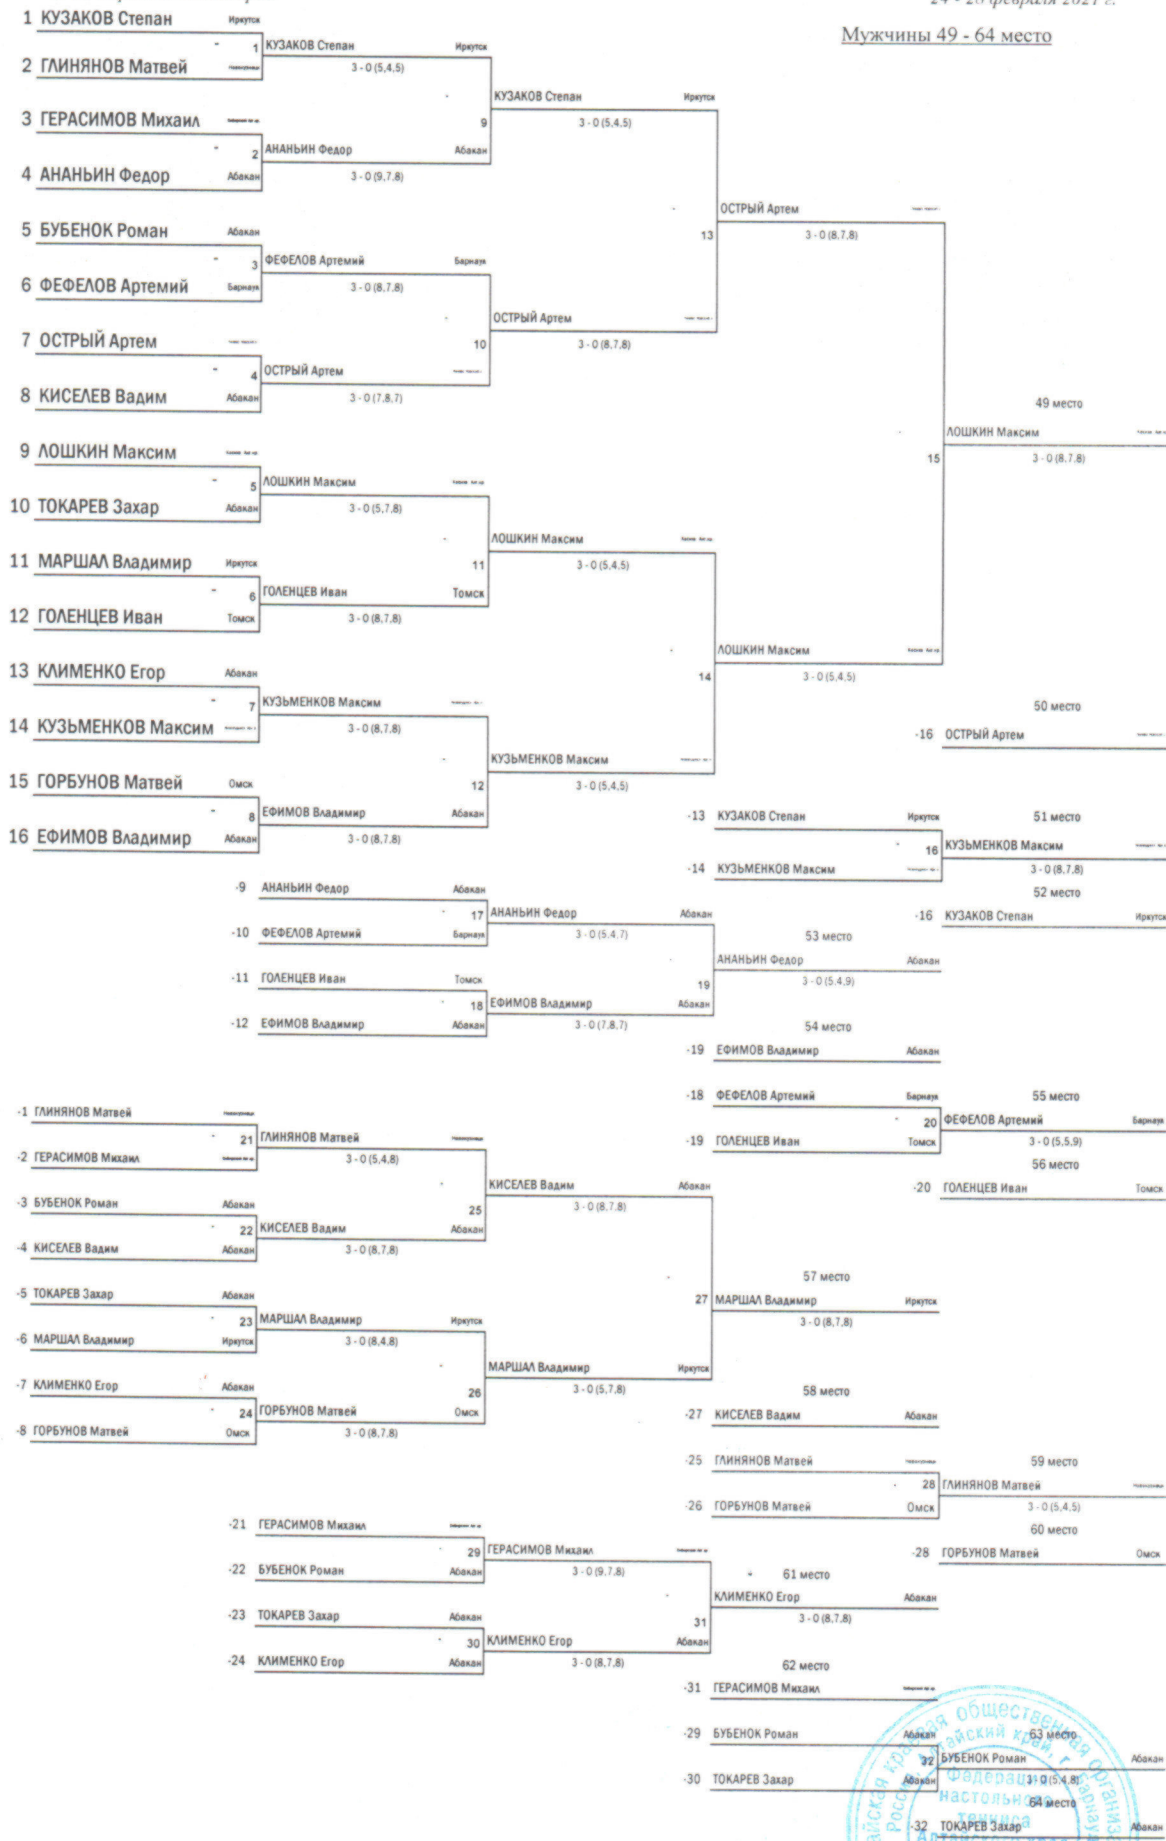 24 - 28 февраля 2021 г.
Мужчины 49 - 64 место
1 КУЗАКОВ Степан Иркутск
1 КУЗАКОВ Степан Иркутск
3 - 0 (5,4,5)
2 ГЛИНЯНОВ Матвей
КУЗАКОВ Степан Иркутск
9 3 - 0 (5,4,5)
3 ГЕРАСИМОВ Михаил
2 АНАНЬИН Федор Абакан
3 - 0 (9,7,8)
4 АНАНЬИН Федор Абакан
ОСТРЫЙ Артем
13 3 - 0 (8,7,8)
5 БУБЕНОК Роман Абакан
3 ФЕФЕЛОВ Артемий Барнаул
3 - 0 (8,7,8)
6 ФЕФЕЛОВ Артемий Барнаул
ОСТРЫЙ Артем
10 3 - 0 (8,7,8)
7 ОСТРЫЙ Артем
4 ОСТРЫЙ Артем
3 - 0 (7,8,7)
8 КИСЕЛЕВ Вадим Абакан
49 место
ЛОШКИН Максим
15 3 - 0 (8,7,8)
9 ЛОШКИН Максим
5 ЛОШКИН Максим
3 - 0 (5,7,8)
10 ТОКАРЕВ Захар Абакан
ЛОШКИН Максим
11 3 - 0 (5,4,5)
11 МАРШАЛ Владимир Иркутск
6 ГОЛЕНЦЕВ Иван Томск
3 - 0 (8,7,8)
12 ГОЛЕНЦЕВ Иван Томск
ЛОШКИН Максим
14 3 - 0 (5,4,5)
13 КЛИМЕНКО Егор Абакан
7 КУЗЬМЕНКОВ Максим
3 - 0 (8,7,8)
14 КУЗЬМЕНКОВ Максим
50 место
-16 ОСТРЫЙ Артем
КУЗЬМЕНКОВ Максим
12 3 - 0 (5,4,5)
15 ГОРБУНОВ Матвей Омск
8 ЕФИМОВ Владимир Абакан
3 - 0 (8,7,8)
16 ЕФИМОВ Владимир Абакан
-13 КУЗАКОВ Степан Иркутск
51 место
16 КУЗЬМЕНКОВ Максим
3 - 0 (8,7,8)
-14 КУЗЬМЕНКОВ Максим
52 место
-16 КУЗАКОВ Степан Иркутск
-9 АНАНЬИН Федор Абакан
17 АНАНЬИН Федор Абакан
3 - 0 (5,4,7)
-10 ФЕФЕЛОВ Артемий Барнаул
53 место
АНАНЬИН Федор Абакан
19 3 - 0 (5,4,9)
-11 ГОЛЕНЦЕВ Иван Томск
18 ЕФИМОВ Владимир Абакан
3 - 0 (7,8,7)
-12 ЕФИМОВ Владимир Абакан
54 место
-19 ЕФИМОВ Владимир Абакан
-18 ФЕФЕЛОВ Артемий Барнаул
55 место
20 ФЕФЕЛОВ Артемий Барнаул
3 - 0 (5,5,9)
-19 ГОЛЕНЦЕВ Иван Томск
56 место
-20 ГОЛЕНЦЕВ Иван Томск
-1 ГЛИНЯНОВ Матвей
21 ГЛИНЯНОВ Матвей
3 - 0 (5,4,8)
-2 ГЕРАСИМОВ Михаил
КИСЕЛЕВ Вадим Абакан
25 3 - 0 (8,7,8)
-3 БУБЕНОК Роман Абакан
22 КИСЕЛЕВ Вадим Абакан
3 - 0 (8,7,8)
-4 КИСЕЛЕВ Вадим Абакан
57 место
27 МАРШАЛ Владимир Иркутск
3 - 0 (8,7,8)
-5 ТОКАРЕВ Захар Абакан
23 МАРШАЛ Владимир Иркутск
3 - 0 (8,4,8)
-6 МАРШАЛ Владимир Иркутск
МАРШАЛ Владимир Иркутск
26 3 - 0 (5,7,8)
-7 КЛИМЕНКО Егор Абакан
24 ГОРБУНОВ Матвей Омск
3 - 0 (8,7,8)
-8 ГОРБУНОВ Матвей Омск
58 место
-27 КИСЕЛЕВ Вадим Абакан
-25 ГЛИНЯНОВ Матвей
59 место
28 ГЛИНЯНОВ Матвей
3 - 0 (5,4,5)
-26 ГОРБУНОВ Матвей Омск
60 место
-28 ГОРБУНОВ Матвей Омск
-21 ГЕРАСИМОВ Михаил
29 ГЕРАСИМОВ Михаил
3 - 0 (9,7,8)
-22 БУБЕНОК Роман Абакан
61 место
КЛИМЕНКО Егор Абакан
31 3 - 0 (8,7,8)
-23 ТОКАРЕВ Захар Абакан
30 КЛИМЕНКО Егор Абакан
3 - 0 (8,7,8)
-24 КЛИМЕНКО Егор Абакан
62 место
-31 ГЕРАСИМОВ Михаил
-29 БУБЕНОК Роман Абакан
63 место
32 БУБЕНОК Роман Абакан
3 - 0 (5,4,8)
-30 ТОКАРЕВ Захар Абакан
64 место
-32 ТОКАРЕВ Захар Абакан
краевая общественная
Алтайский край, г. Барнаул
Федерация
настольного
тенниса